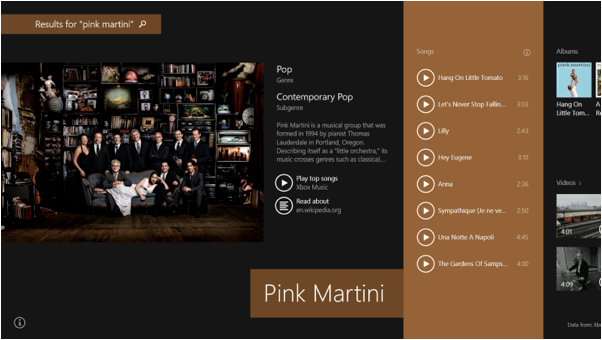 Results for "pink martini"
Pop
Genre
Contemporary Pop
Subgenre
Pink Martini is a musical group that was
formed in 1994 by pianist Thomas
Lauderdale in Portland, Oregon.
Describing itself as a "little orchestra," its
music crosses genres such as classical,...
Play top songs
Xbox Music
Read about
en.wikipedia.org
Pink Martini
Songs
Hang On Little Tomato 3:16
Let's Never Stop Fallin... 3:03
Lilly 2:43
Hey Eugene 3:10
Anna 2:36
Sympathique (Je ne ve... 2:50
Una Notte A Napoli 4:45
The Gardens Of Samps... 4:00
Albums
pink martini
Hang On
Little Tom...
A
Re
Videos >
4:01
4:09
Data from: Xb